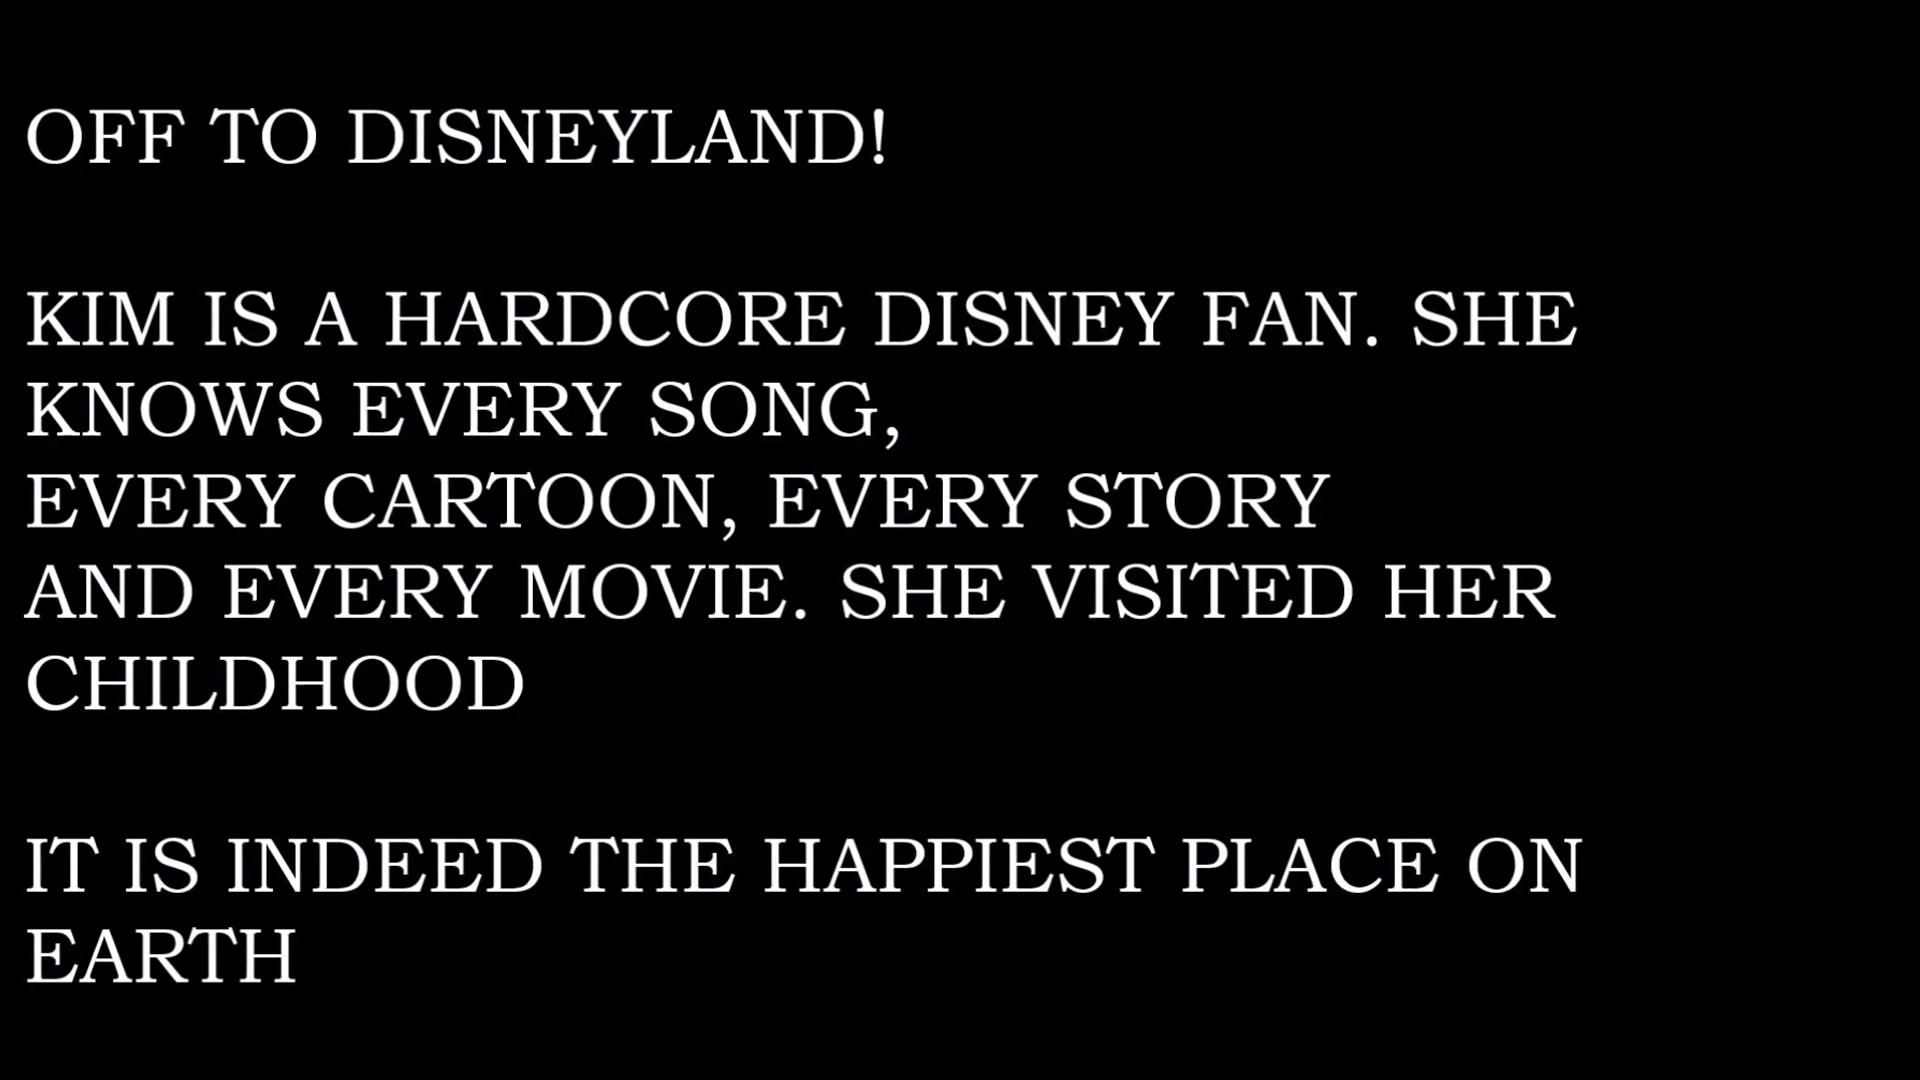 OFF TO DISNEYLAND!
KIM IS A HARDCORE DISNEY FAN. SHE
KNOWS EVERY SONG,
EVERY CARTOON, EVERY STORY
AND EVERY MOVIE. SHE VISITED HER
CHILDHOOD
IT IS INDEED THE HAPPIEST PLACE ON
EARTH